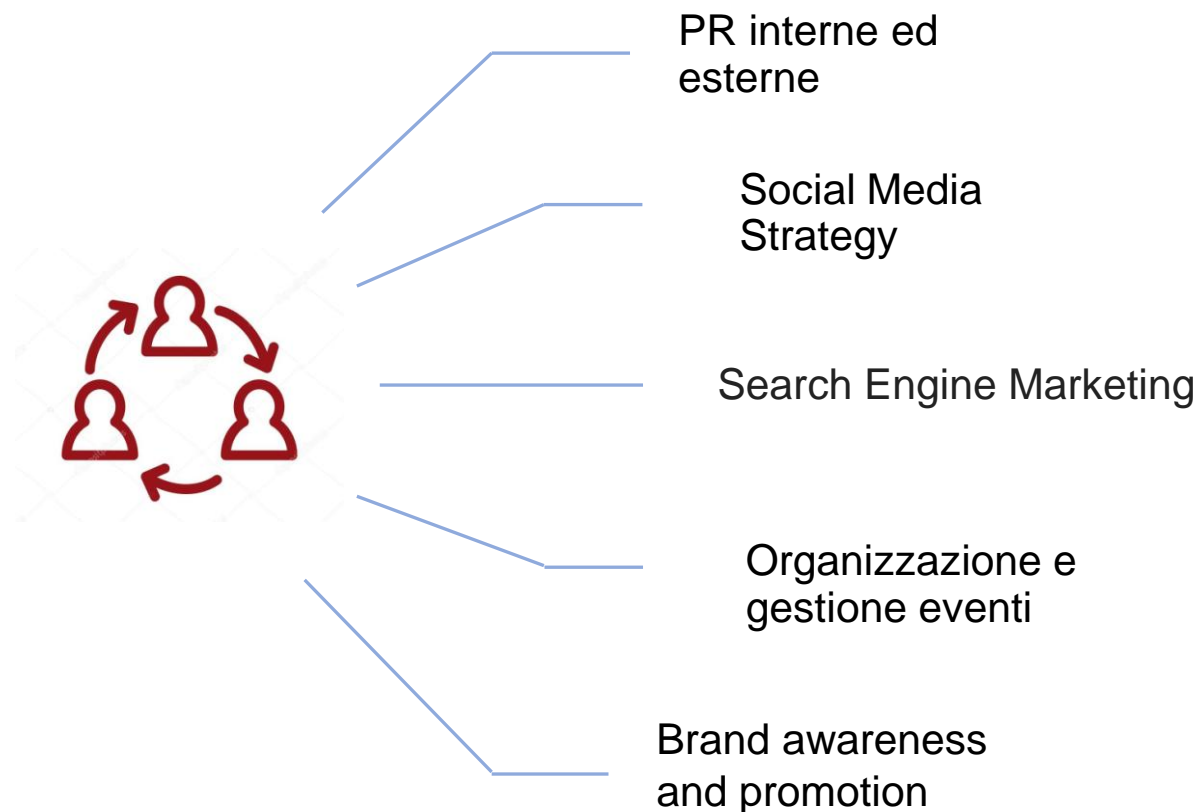 PR interne ed
esterne
Social Media
Strategy
Search Engine Marketing
Organizzazione e
gestione eventi
Brand awareness
and promotion